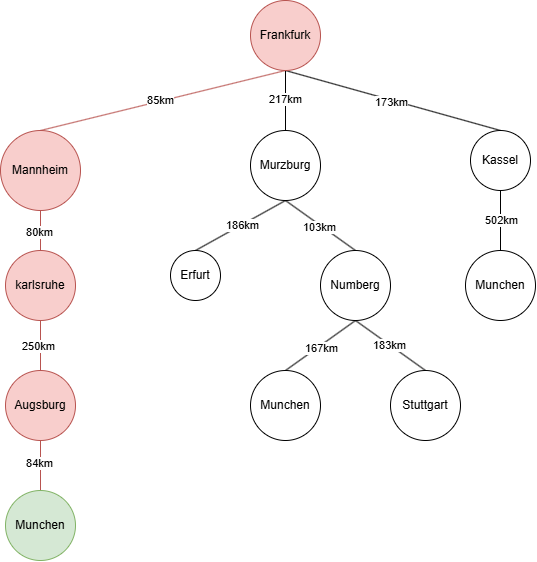 Frankfurk
85km
217km
173km
Mannheim
Murzburg
Kassel
80km
186km
103km
502km
karlsruhe
Erfurt
Numberg
Munchen
250km
167km
183km
Augsburg
Munchen
Stuttgart
84km
Munchen